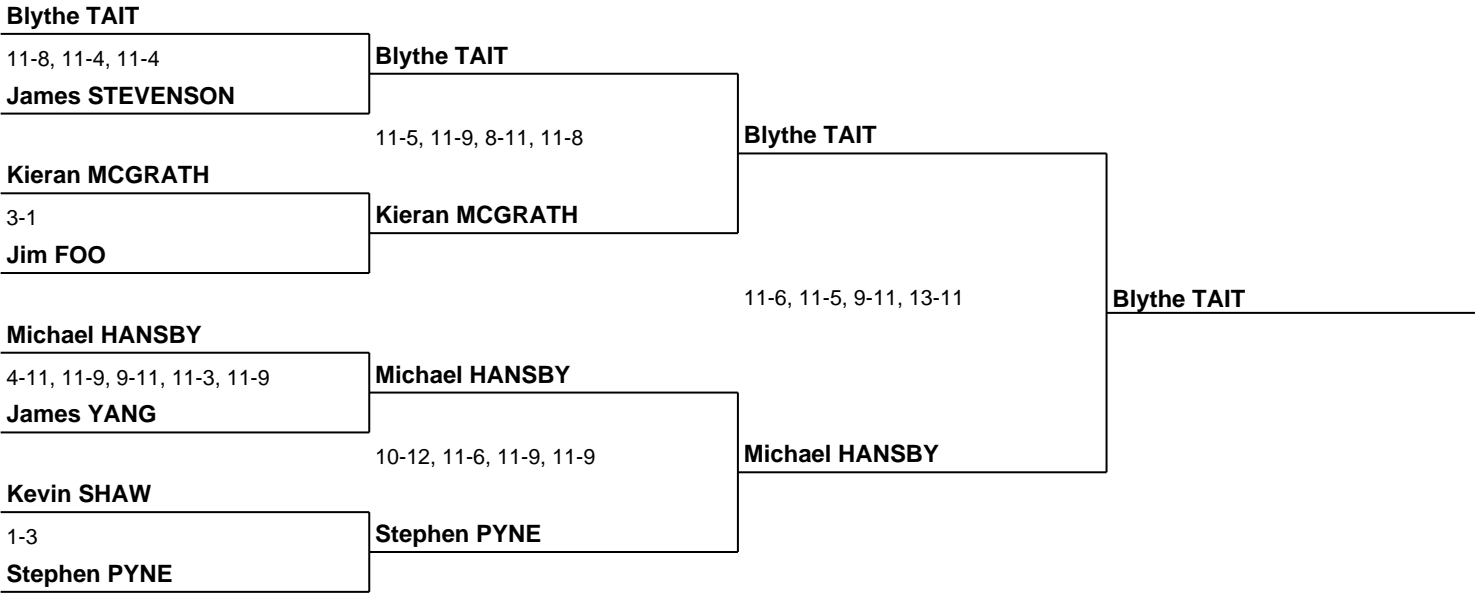 Blythe TAIT
11-8, 11-4, 11-4
James STEVENSON
Kieran MCGRATH
3-1
Jim FOO
Michael HANSBY
4-11, 11-9, 9-11, 11-3, 11-9
James YANG
Kevin SHAW
1-3
Stephen PYNE
Blythe TAIT
11-5, 11-9, 8-11, 11-8
Kieran MCGRATH
Michael HANSBY
10-12, 11-6, 11-9, 11-9
Stephen PYNE
Blythe TAIT
11-6, 11-5, 9-11, 13-11
Michael HANSBY
Blythe TAIT